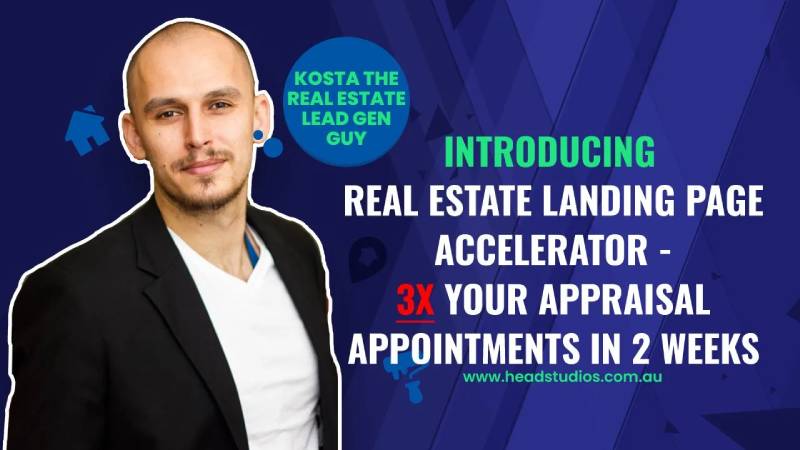 KOSTA THE
REAL ESTATE
LEAD GEN
GUY
INTRODUCING
REAL ESTATE LANDING PAGE
ACCELERATOR -
3X YOUR APPRAISAL
APPOINTMENTS IN 2 WEEKS
www.headstudios.com.au